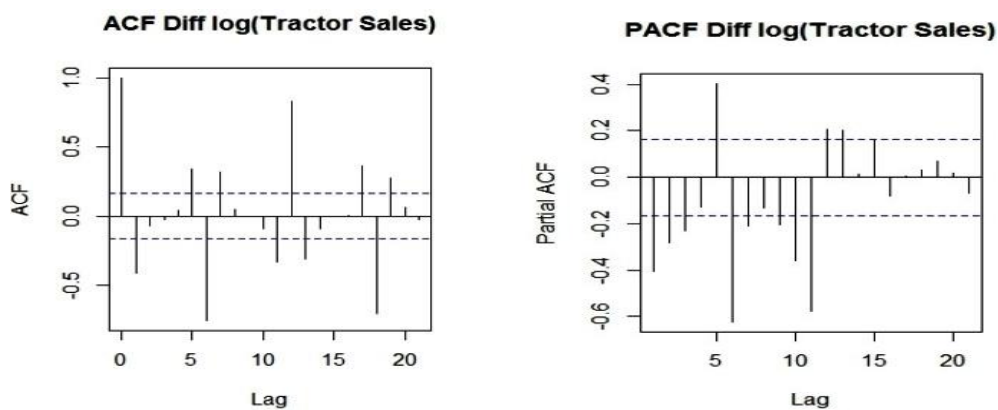 ACF Diff log(Tractor Sales)
ACF
1.0
0.5
0.0
-0.5
0 5 10 15 20
Lag
PACF Diff log(Tractor Sales)
Partial ACF
0.4
0.2
0.0
-0.2
-0.4
-0.6
5 10 15 20
Lag